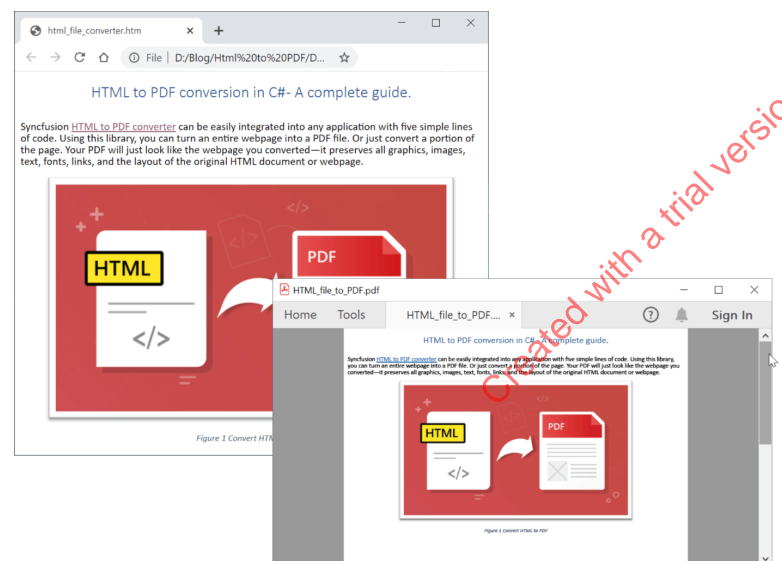 html_file_converter.htm
File | D:/Blog/Html%20to%20PDF/D...
HTML to PDF conversion in C#- A complete guide.
Syncfusion HTML to PDF converter can be easily integrated into any application with five simple lines
of code. Using this library, you can turn an entire webpage into a PDF file. Or just convert a portion of
the page. Your PDF will just look like the webpage you converted—it preserves all graphics, images,
text, fonts, links, and the layout of the original HTML document or webpage.
HTML
</>
</>
</>
PDF
Figure 1 Convert HTM
HTML_file_to_PDF.pdf
Home Tools HTML_file_to_PDF.... × Sign In
HTML to PDF conversion in C#- A complete guide.
Syncfusion HTML to PDF converter can be easily integrated into any application with five simple lines of code. Using this library,
you can turn an entire webpage into a PDF file. Or just convert a portion of the page. Your PDF will just look like the webpage you
converted—it preserves all graphics, images, text, fonts, links, and the layout of the original HTML document or webpage.
HTML
</>
PDF
Figure 1 Convert HTML to PDF
Created with a trial versio